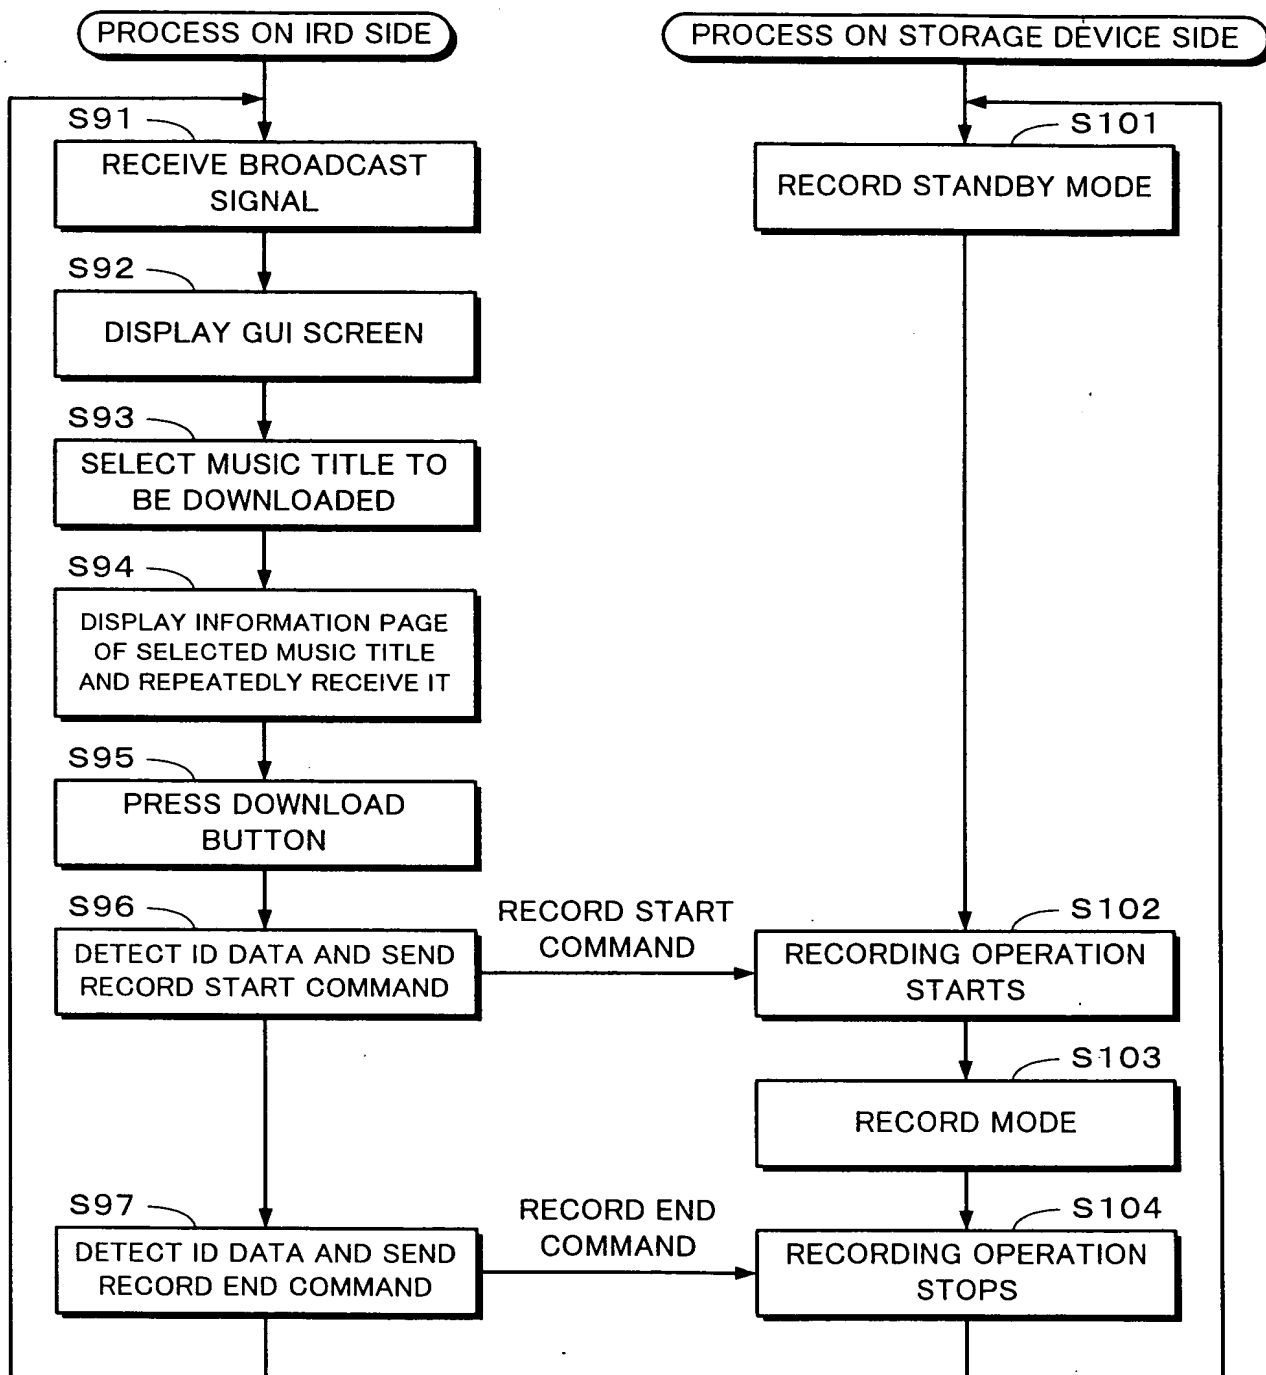 PROCESS ON IRD SIDE
S91
RECEIVE BROADCAST
SIGNAL
S92
DISPLAY GUI SCREEN
S93
SELECT MUSIC TITLE TO
BE DOWNLOADED
S94
DISPLAY INFORMATION PAGE
OF SELECTED MUSIC TITLE
AND REPEATEDLY RECEIVE IT
S95
PRESS DOWNLOAD
BUTTON
S96
DETECT ID DATA AND SEND
RECORD START COMMAND
RECORD START
COMMAND
S97
DETECT ID DATA AND SEND
RECORD END COMMAND
RECORD END
COMMAND
PROCESS ON STORAGE DEVICE SIDE
S101
RECORD STANDBY MODE
S102
RECORDING OPERATION
STARTS
S103
RECORD MODE
S104
RECORDING OPERATION
STOPS